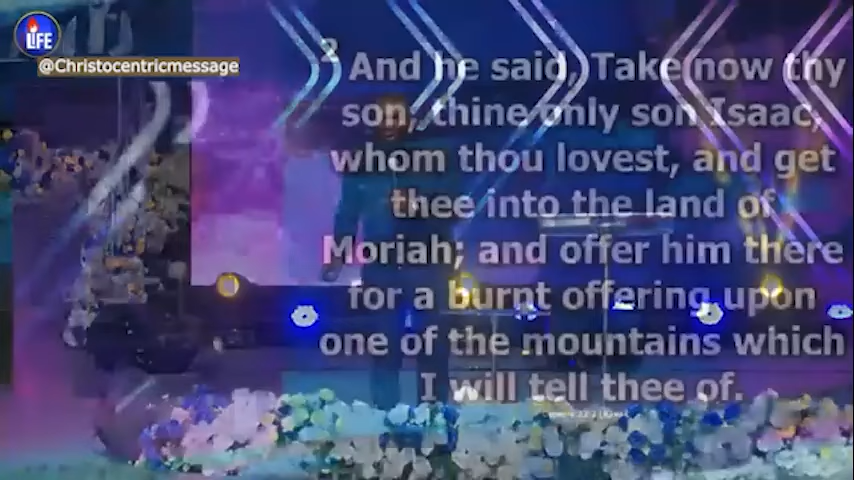 LIFE
@Christocentricmessage
2 And he said, Take now thy
son, thine only son Isaac,
whom thou lovest, and get
thee into the land of
Moriah; and offer him there
for a burnt offering upon
one of the mountains which
I will tell thee of.